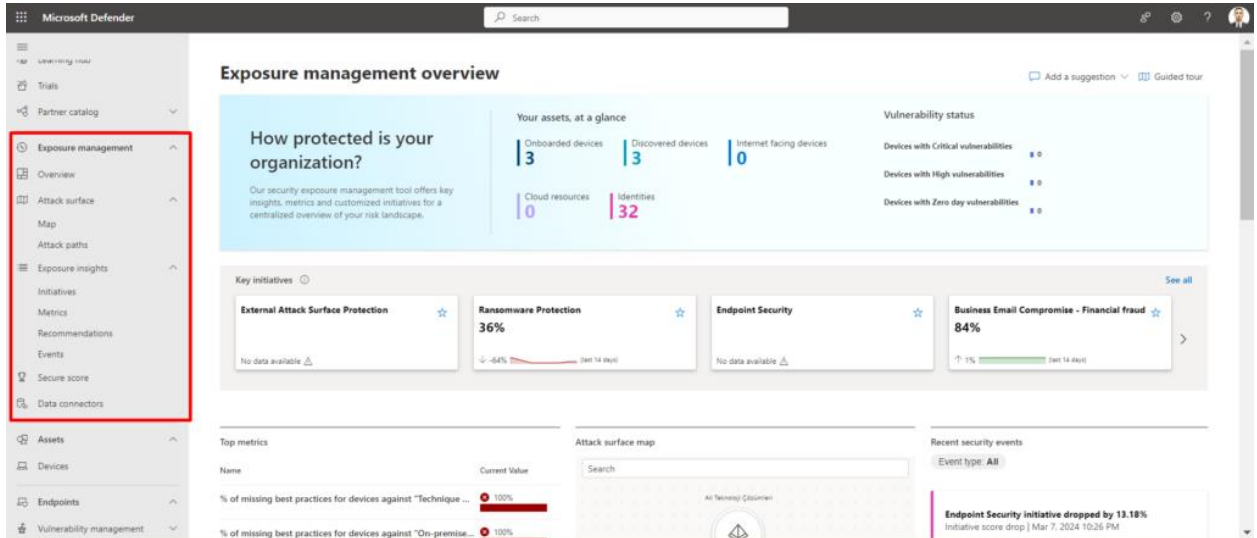 Microsoft Defender
Search
Learning hub
Trials
Partner catalog
Exposure management
Overview
Attack surface
Map
Attack paths
Exposure insights
Initiatives
Metrics
Recommendations
Events
Secure score
Data connectors
Assets
Devices
Endpoints
Vulnerability management
Exposure management overview
Add a suggestion
Guided tour
How protected is your
organization?
Our security exposure management tool offers key
insights, metrics and customized initiatives for a
centralized overview of your risk landscape.
Your assets, at a glance
Onboarded devices
3
Discovered devices
3
Internet facing devices
0
Cloud resources
0
Identities
32
Vulnerability status
Devices with Critical vulnerabilities
0
Devices with High vulnerabilities
0
Devices with Zero day vulnerabilities
0
Key initiatives
See all
External Attack Surface Protection
No data available
Ransomware Protection
36%
-64%
(last 14 days)
Endpoint Security
No data available
Business Email Compromise - Financial fraud
84%
1%
(last 14 days)
Top metrics
Name Current Value
% of missing best practices for devices against "Technique ... 100%
% of missing best practices for devices against "On-premise... 100%
Attack surface map
Search
Ali Teknoloji Çözümleri
Recent security events
Event type: All
Endpoint Security initiative dropped by 13.18%
Initiative score drop | Mar 7, 2024 10:26 PM